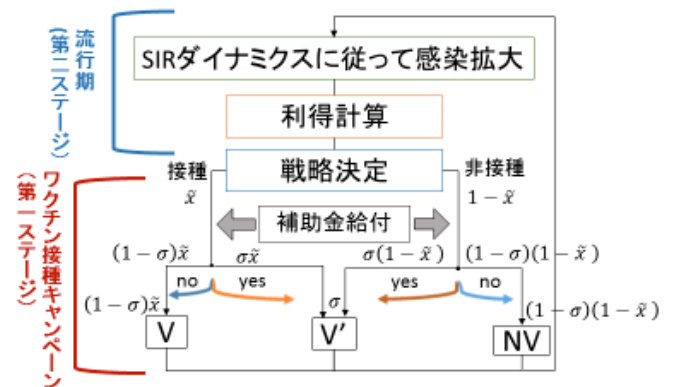 流行期
(第二ステージ)
SIRダイナミクスに従って感染拡大
利得計算
戦略決定
接種
x̃
非接種
1 − x̃
補助金給付
ワクチン接種キャンペーン
(第一ステージ)
(1 − σ)x̃
σx̃
σ(1 − x̃ )
(1 − σ)(1 − x̃ )
no
yes
yes
no
(1 − σ)x̃
σ
(1 − σ)(1 − x̃ )
V
V’
NV